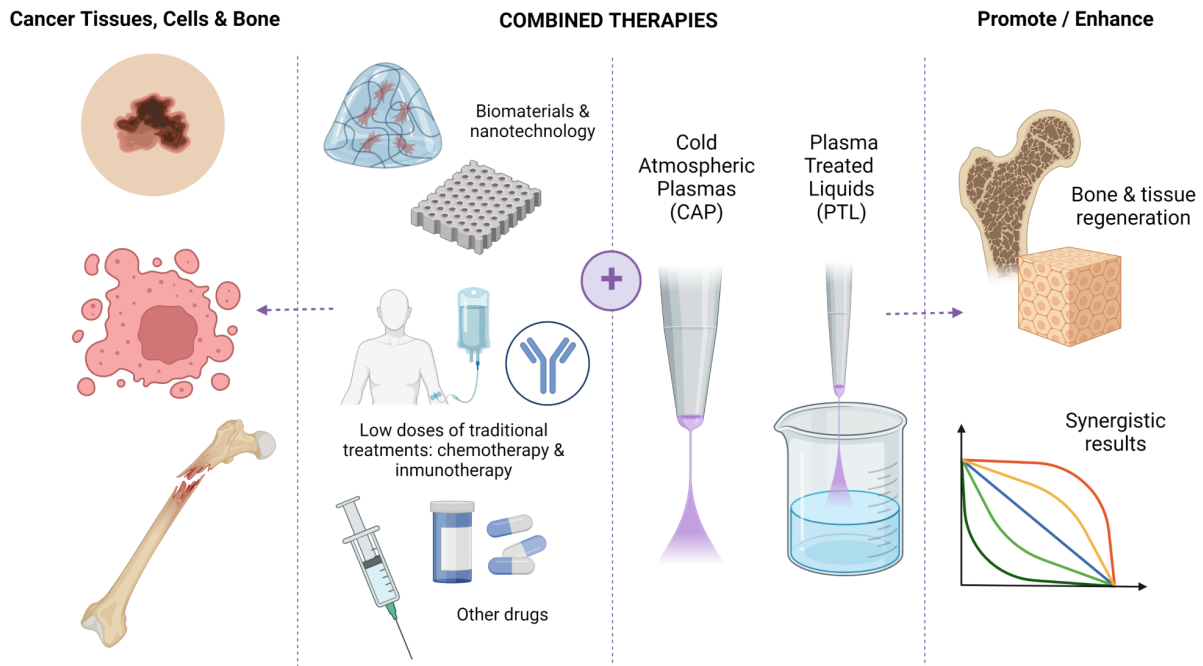 Cancer Tissues, Cells & Bone
COMBINED THERAPIES
Promote / Enhance
Biomaterials &
nanotechnology
Low doses of traditional
treatments: chemotherapy &
inmunotherapy
Other drugs
Cold
Atmospheric
Plasmas
(CAP)
Plasma
Treated
Liquids
(PTL)
+
Bone & tissue
regeneration
Synergistic
results